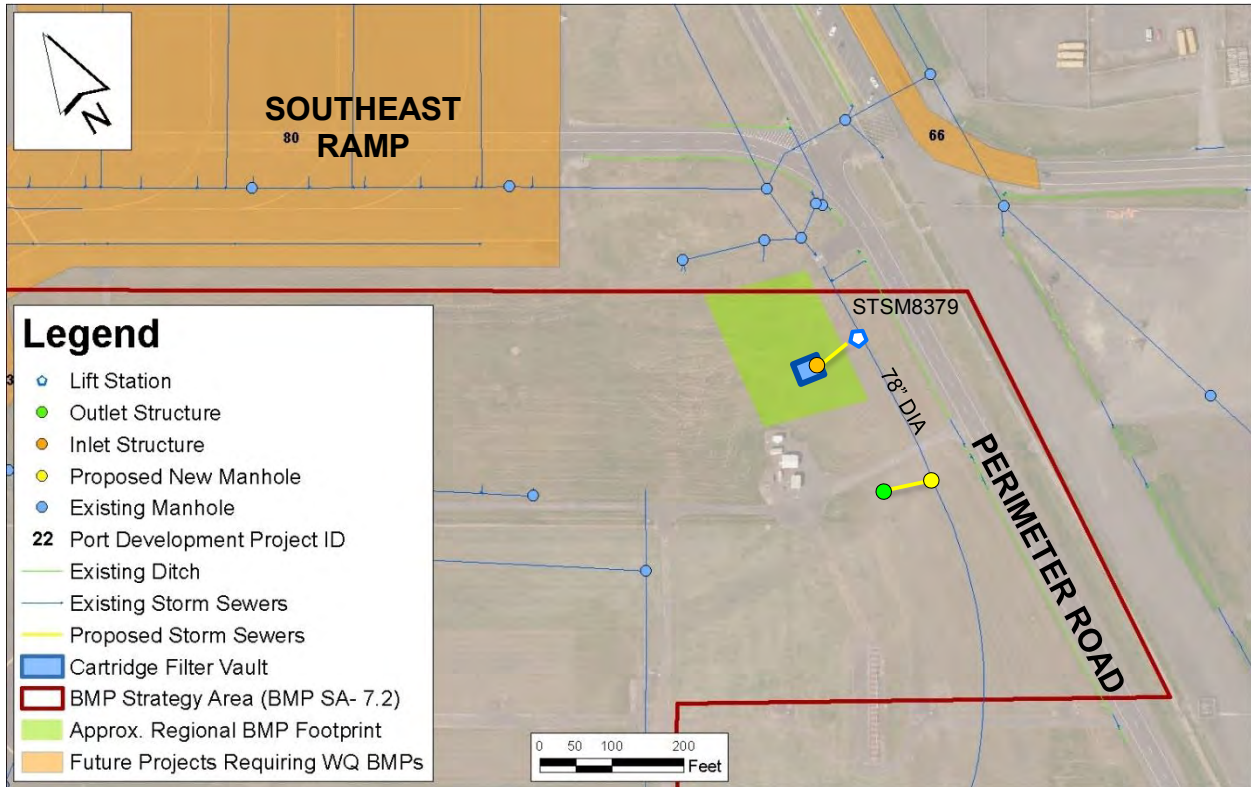 N
SOUTHEAST
80 RAMP
66
STSM8379
78" DIA
PERIMETER ROAD
3
Legend
Lift Station
Outlet Structure
Inlet Structure
Proposed New Manhole
Existing Manhole
22 Port Development Project ID
Existing Ditch
Existing Storm Sewers
Proposed Storm Sewers
Cartridge Filter Vault
BMP Strategy Area (BMP SA- 7.2)
Approx. Regional BMP Footprint
Future Projects Requiring WQ BMPs
0 50 100 200
Feet